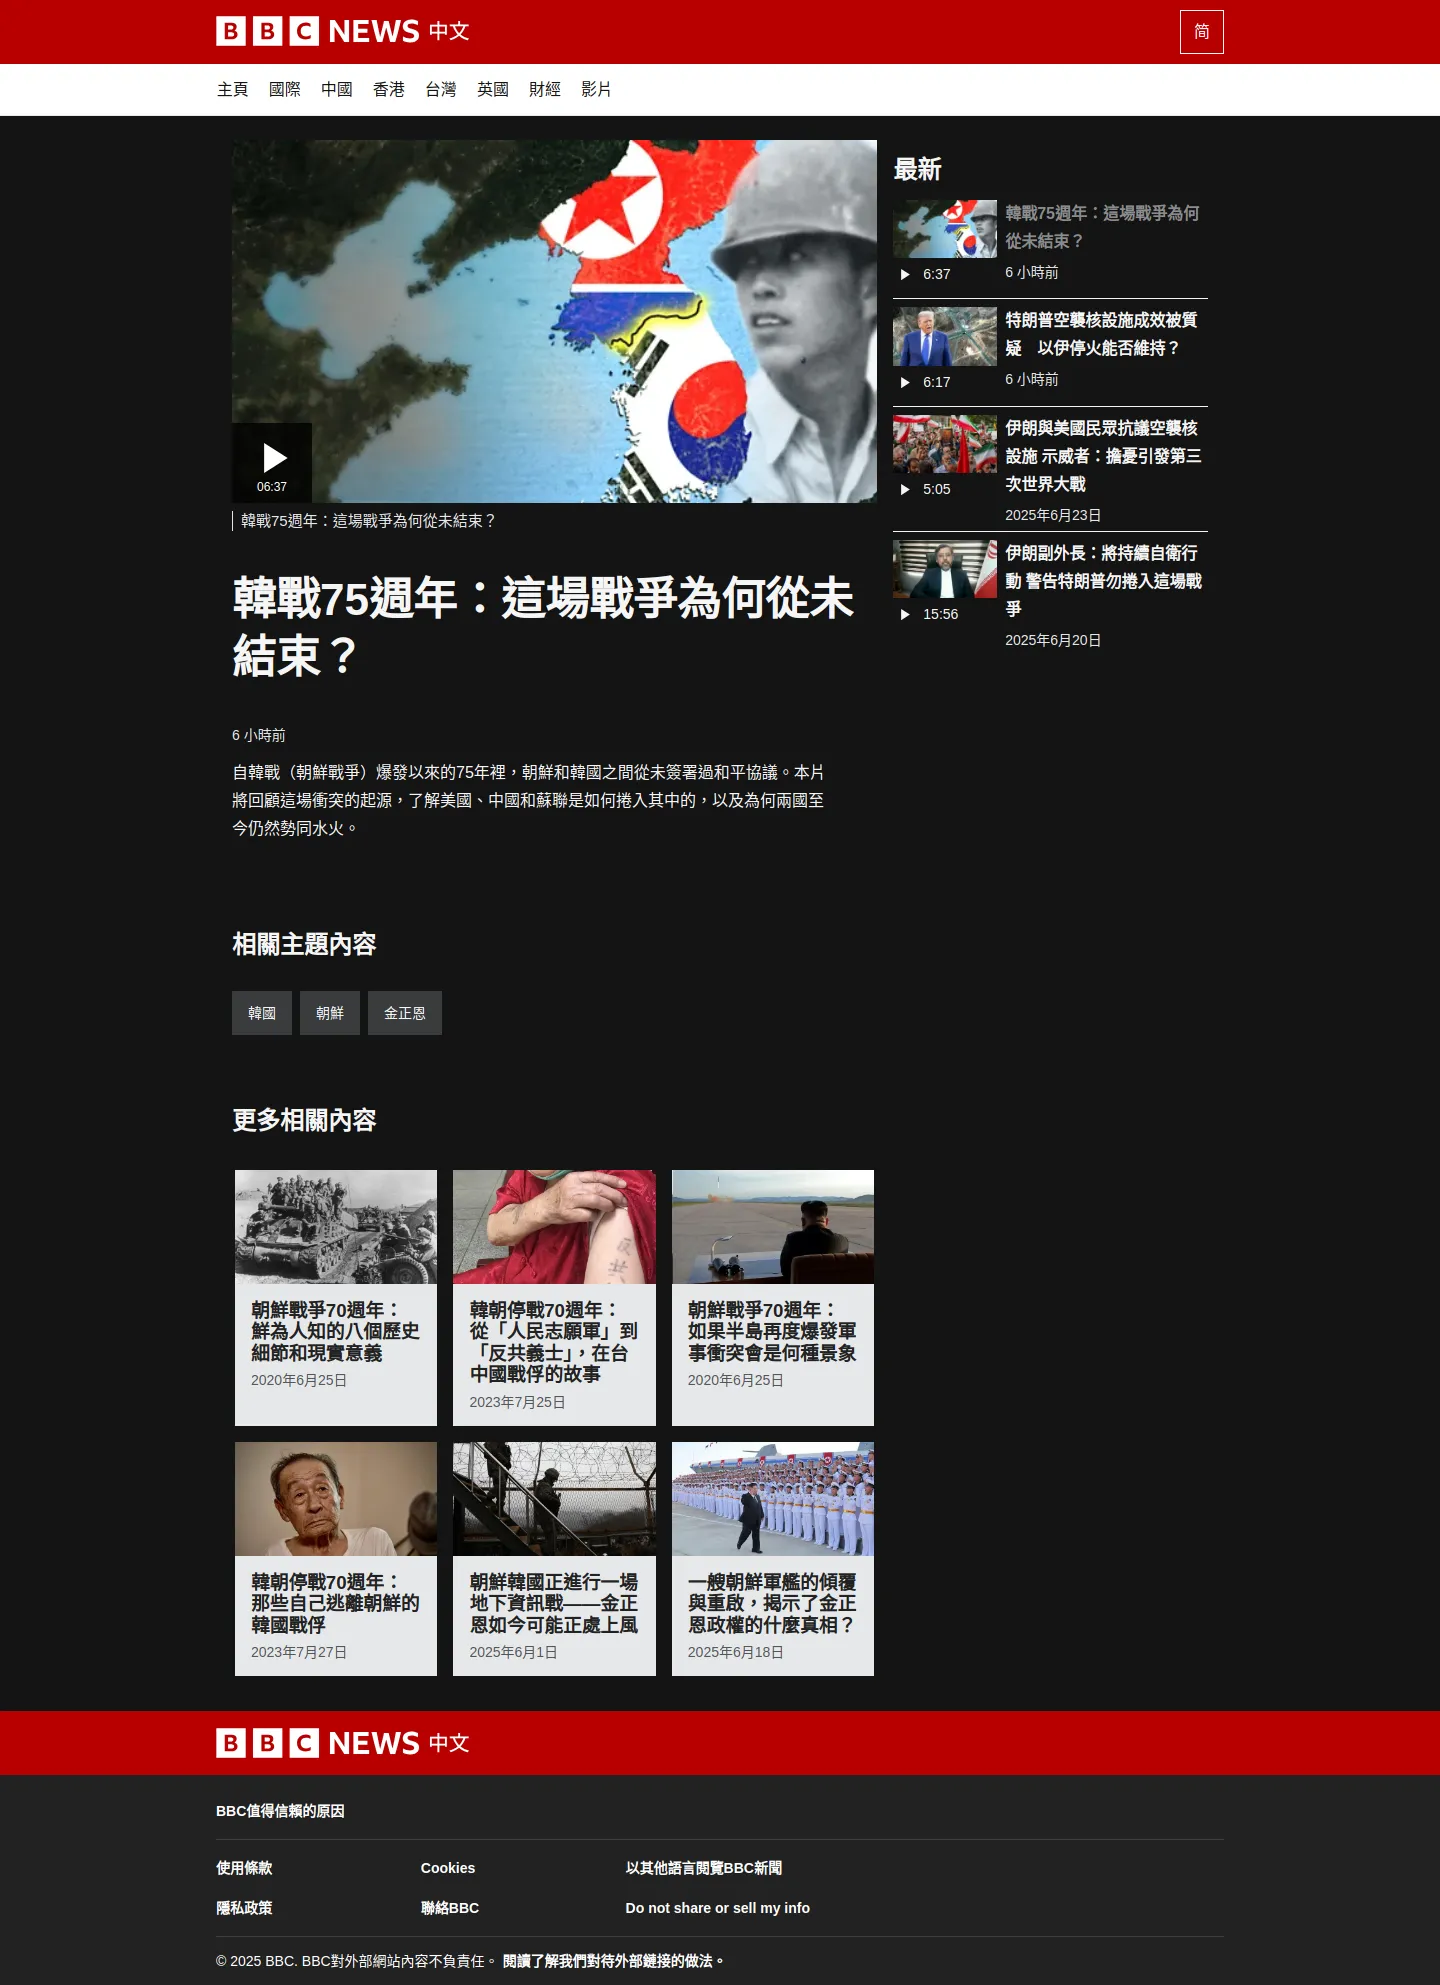 BBC NEWS 中文
简
主頁 國際 中國 香港 台灣 英國 財經 影片
06:37
韓戰75週年：這場戰爭為何從未結束？
韓戰75週年：這場戰爭為何從未
結束？
6 小時前
自韓戰（朝鮮戰爭）爆發以來的75年裡，朝鮮和韓國之間從未簽署過和平協議。本片
將回顧這場衝突的起源，了解美國、中國和蘇聯是如何捲入其中的，以及為何兩國至
今仍然勢同水火。
最新
韓戰75週年：這場戰爭為何
從未結束？
6:37
6 小時前
特朗普空襲核設施成效被質
疑　以伊停火能否維持？
6:17
6 小時前
伊朗與美國民眾抗議空襲核
設施 示威者：擔憂引發第三
次世界大戰
5:05
2025年6月23日
伊朗副外長：將持續自衛行
動 警告特朗普勿捲入這場戰
爭
15:56
2025年6月20日
相關主題內容
韓國 朝鮮 金正恩
更多相關內容
朝鮮戰爭70週年：
鮮為人知的八個歷史
細節和現實意義
2020年6月25日
反共
韓朝停戰70週年：
從「人民志願軍」到
「反共義士」，在台
中國戰俘的故事
2023年7月25日
朝鮮戰爭70週年：
如果半島再度爆發軍
事衝突會是何種景象
2020年6月25日
韓朝停戰70週年：
那些自己逃離朝鮮的
韓國戰俘
2023年7月27日
朝鮮韓國正進行一場
地下資訊戰——金正
恩如今可能正處上風
2025年6月1日
一艘朝鮮軍艦的傾覆
與重啟，揭示了金正
恩政權的什麼真相？
2025年6月18日
BBC NEWS 中文
BBC值得信賴的原因
使用條款 Cookies 以其他語言閱覽BBC新聞
隱私政策 聯絡BBC Do not share or sell my info
© 2025 BBC. BBC對外部網站內容不負責任。 閱讀了解我們對待外部鏈接的做法。